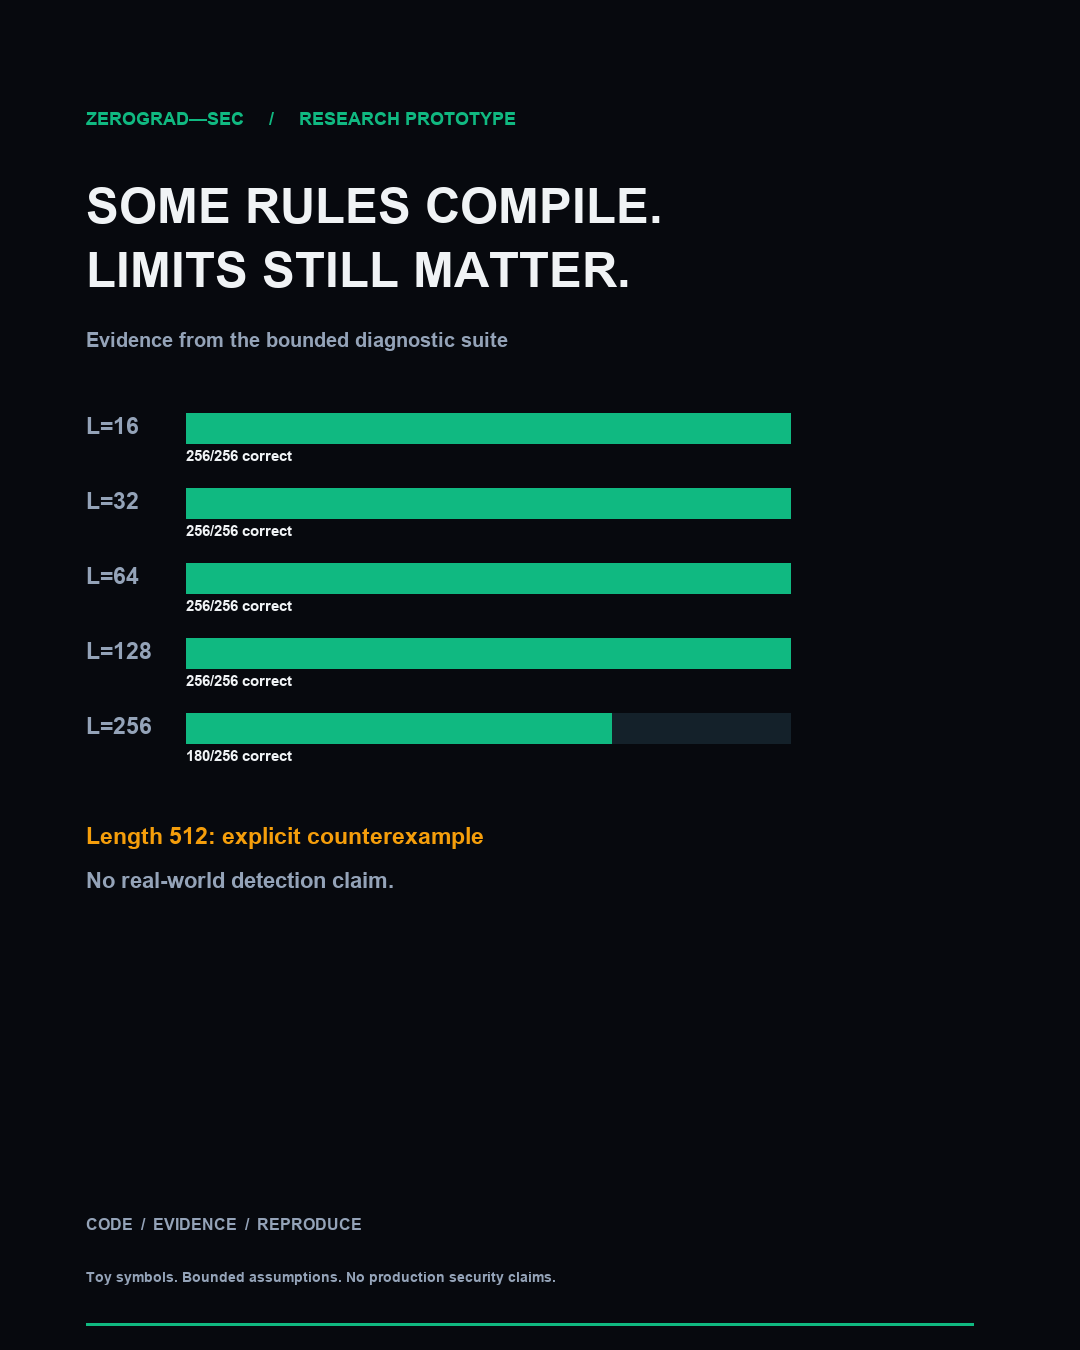 ZEROGRAD—SEC / RESEARCH PROTOTYPE
SOME RULES COMPILE.
LIMITS STILL MATTER.
Evidence from the bounded diagnostic suite
L=16
256/256 correct
L=32
256/256 correct
L=64
256/256 correct
L=128
256/256 correct
L=256
180/256 correct
Length 512: explicit counterexample
No real-world detection claim.
CODE / EVIDENCE / REPRODUCE
Toy symbols. Bounded assumptions. No production security claims.